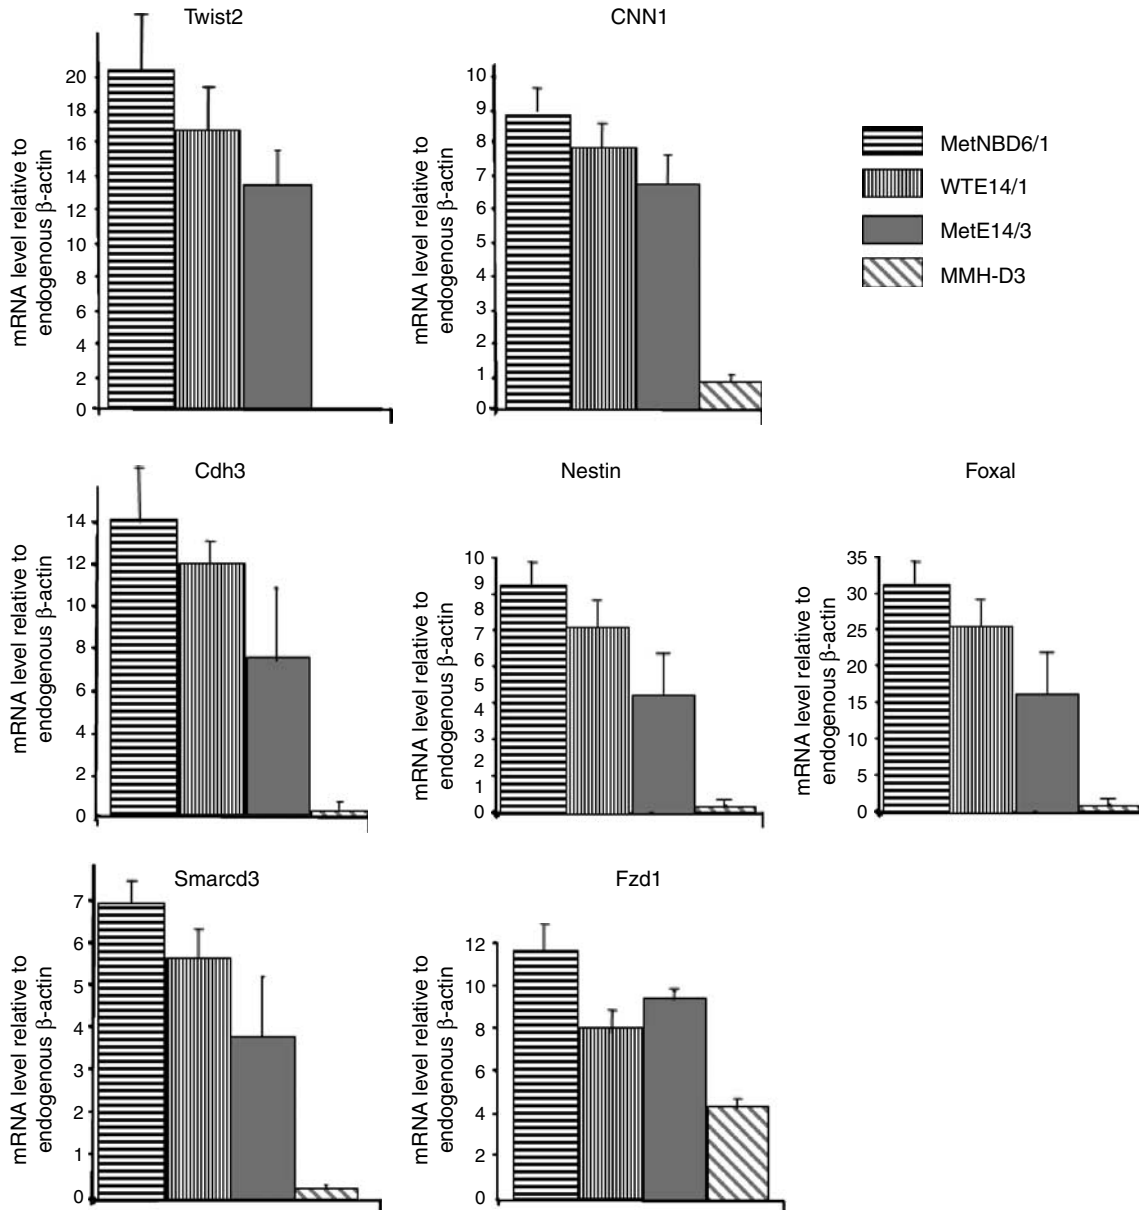 Twist2
mRNA level relative to
endogenous β-actin
20
18
16
14
12
10
8
6
4
2
0
CNN1
mRNA level relative to
endogenous β-actin
10
9
8
7
6
5
4
3
2
1
0
MetNBD6/1
WTE14/1
MetE14/3
MMH-D3
Cdh3
mRNA level relative to
endogenous β-actin
14
12
10
8
6
4
2
0
Nestin
mRNA level relative to
endogenous β-actin
10
9
8
7
6
5
4
3
2
1
0
Foxal
mRNA level relative to
endogenous β-actin
35
30
25
20
15
10
5
0
Smarcd3
mRNA level relative to
endogenous β-actin
7
6
5
4
3
2
1
0
Fzd1
mRNA level relative to
endogenous β-actin
12
10
8
6
4
2
0